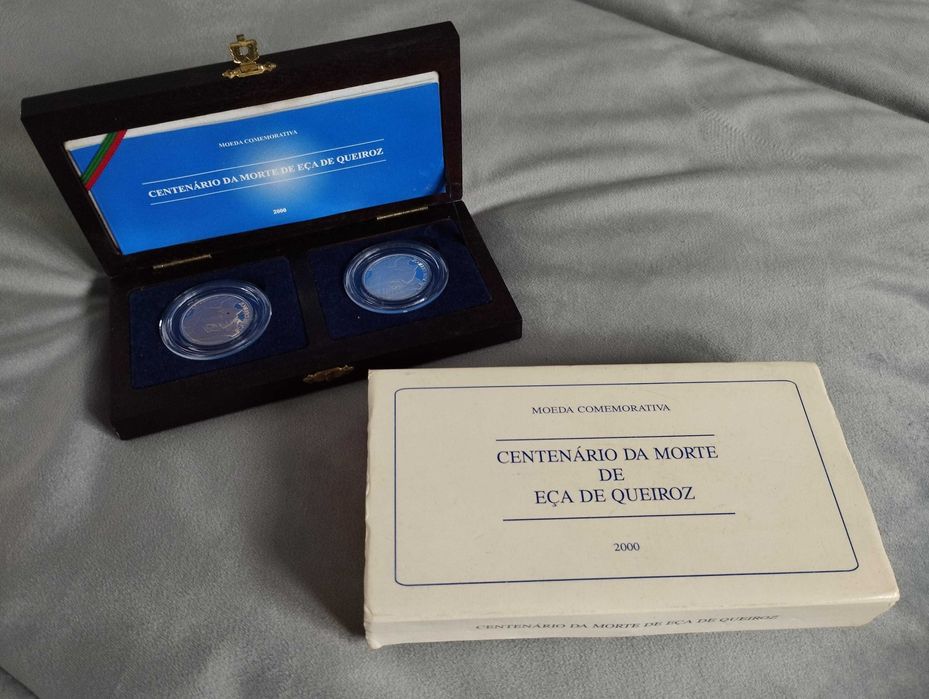 MOEDA COMEMORATIVA
CENTENÁRIO DA MORTE DE EÇA DE QUEIROZ
2000
MOEDA COMEMORATIVA
CENTENÁRIO DA MORTE
DE
EÇA DE QUEIROZ
2000
CENTENÁRIO DA MORTE DE EÇA DE QUEIROZ